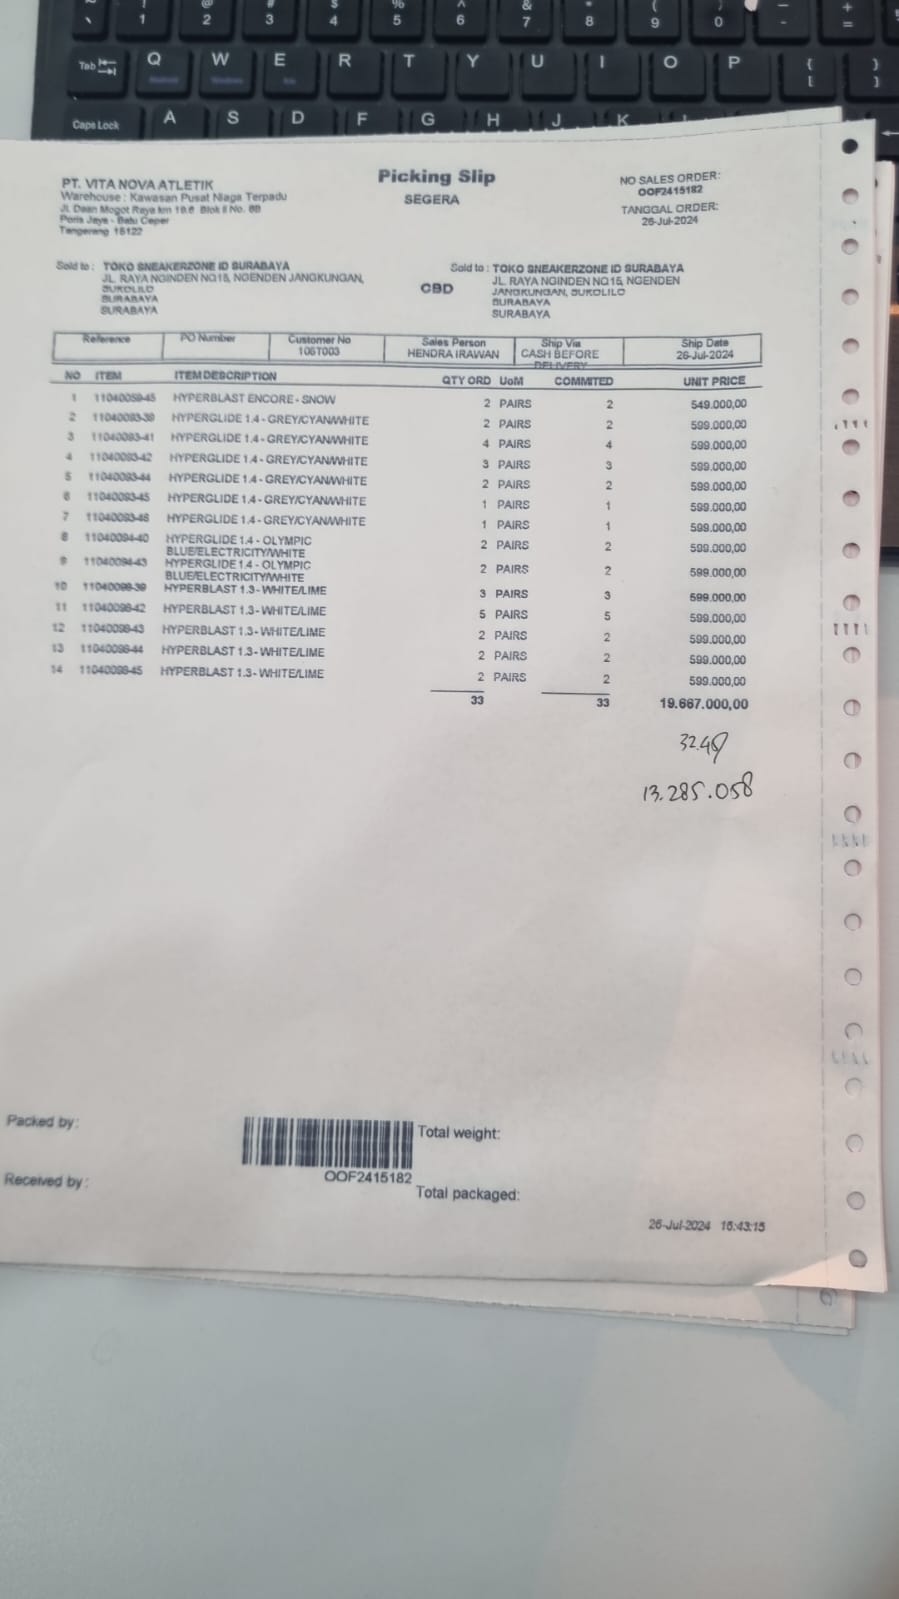 Picking Slip
SEGERA
PT. VITA NOVA ATLETIK
Warehouse : Kawasan Pusat Niaga Terpadu
Jl. Daan Mogot Raya km 19.6 Blok II No. 8B
Poris Jaya - Batu Ceper
Tangerang 15122
NO SALES ORDER:
OOF2415182
TANGGAL ORDER:
26-Jul-2024
Sold to : TOKO SNEAKERZONE ID SURABAYA
JL. RAYA NGINDEN NO15, NGENDEN JANGKUNGAN,
SUKOLILO
SURABAYA
SURABAYA
CBD
Sold to : TOKO SNEAKERZONE ID SURABAYA
JL. RAYA NGINDEN NO15, NGENDEN
JANGKUNGAN, SUKOLILO
SURABAYA
SURABAYA
Reference PO Number Customer No Sales Person Ship Via Ship Date
HENDRA IRAWAN CASH BEFORE DELIVERY 26-Jul-2024
NO ITEM ITEM DESCRIPTION QTY ORD UoM COMMITED UNIT PRICE
1 11040059-45 HYPERBLAST ENCORE - SNOW 2 PAIRS 2 549.000,00
2 11040093-39 HYPERGLIDE 1.4 - GREY/CYAN/WHITE 2 PAIRS 2 599.000,00
3 11040093-41 HYPERGLIDE 1.4 - GREY/CYAN/WHITE 4 PAIRS 4 599.000,00
4 11040093-42 HYPERGLIDE 1.4 - GREY/CYAN/WHITE 3 PAIRS 3 599.000,00
5 11040093-44 HYPERGLIDE 1.4 - GREY/CYAN/WHITE 2 PAIRS 2 599.000,00
6 11040093-45 HYPERGLIDE 1.4 - GREY/CYAN/WHITE 1 PAIRS 1 599.000,00
7 HYPERGLIDE 1.4 - GREY/CYAN/WHITE 1 PAIRS 1 599.000,00
8 11040094-40 HYPERGLIDE 1.4 - OLYMPIC 2 PAIRS 2 599.000,00
BLUE/ELECTRICITY/WHITE
9 11040094-43 HYPERGLIDE 1.4 - OLYMPIC 2 PAIRS 2 599.000,00
BLUE/ELECTRICITY/WHITE
10 11040098-39 HYPERBLAST 1.3 - WHITE/LIME 3 PAIRS 3 599.000,00
11 11040098-42 HYPERBLAST 1.3 - WHITE/LIME 5 PAIRS 5 599.000,00
12 11040098-43 HYPERBLAST 1.3 - WHITE/LIME 2 PAIRS 2 599.000,00
13 11040098-44 HYPERBLAST 1.3 - WHITE/LIME 2 PAIRS 2 599.000,00
14 11040098-45 HYPERBLAST 1.3 - WHITE/LIME 2 PAIRS 2 599.000,00
33 33 19.667.000,00
13.285.058
Packed by:
Total weight:
OOF2415182
Received by:
Total packaged:
26-Jul-2024 16:43:15